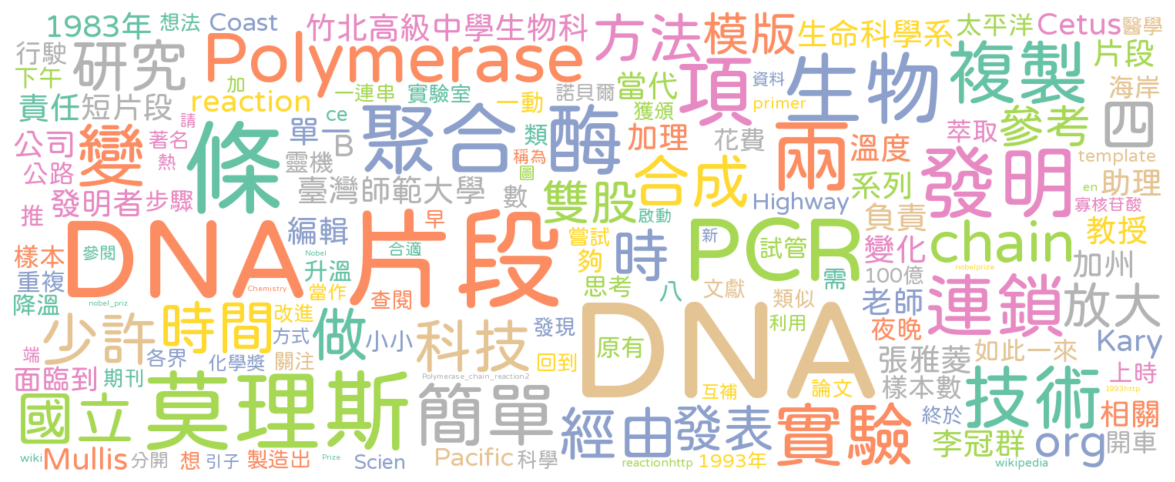 1983年 想法 Coast 竹北高級中學生物科 方法 模版 生命科學系 太平洋 Cetus 醫學
行駛 研究 Polymerase 項 生物 複製 片段
下午 加 一連串 實驗室 諾貝爾 當代 資料 海岸
責任 短片段 reaction 一動 獲頒 primer 參考 四
請 ce 類 加理 花費 萃取
公司 變 著名 條 單一 B 聚合酶 兩 溫度 發明 template
熱 靈機 稱為 合成
公路 臺灣師範大學 圖 雙股 系列 en 助理
發明者 步驟 數 啟動 Highway 寡核苷酸
推 早 負責 教授
樣本 參閱 DNA片段 編輯 合適 嘗試 時 新 PCR 試管 變化 chain
重複 Nobel 升溫 夠 需 100億 nobelprize 加州
Chemistry 當作 查閱 思考 八 文獻 類似 老師 連鎖 放大
降溫 nobel_priz 時間 改進 DNA 利用 夜晚
少許 方式 做 小小 科技 發現 原有 Kary
端 各界 化學獎 關注 回到 張雅菱 如此一來 上時
面臨到 期刊 Polymerase_chain_reaction2 互補 論文 樣本數 1993http
國立 莫理斯 簡單 經由 發表 實驗 終於 技術 相關
李冠群 org 開車
wiki Mullis 分開 想 引子 製造出 Prize Scien Pacific 科學 reactionhttp 1993年 wikipedia